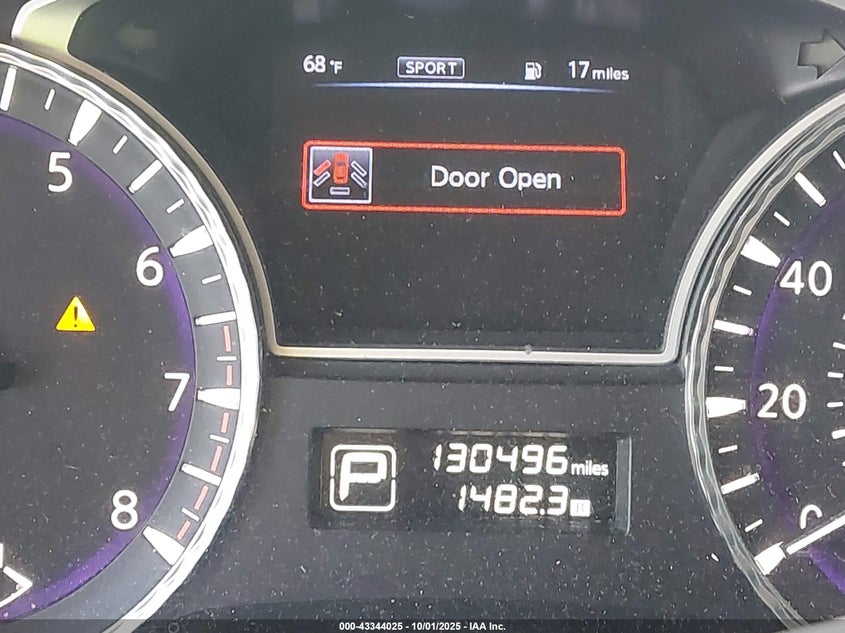 68°F SPORT 17 miles
Door Open
5
6
7
8
40
20
0
P
130496 miles
1482.3 B
000-43344025 - 10/01/2025 - IAA Inc.